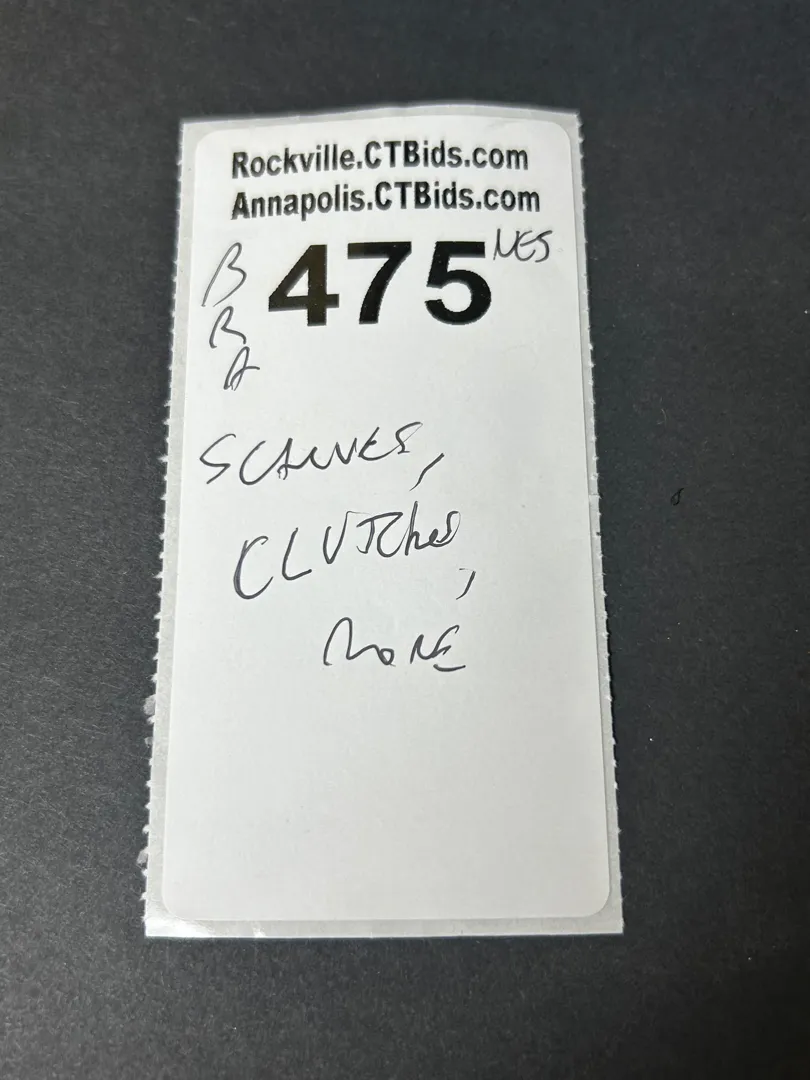 Rockville.CTBids.com
Annapolis.CTBids.com
475 NES
B
R
A
SCARVES,
CLUTChes,
MORE